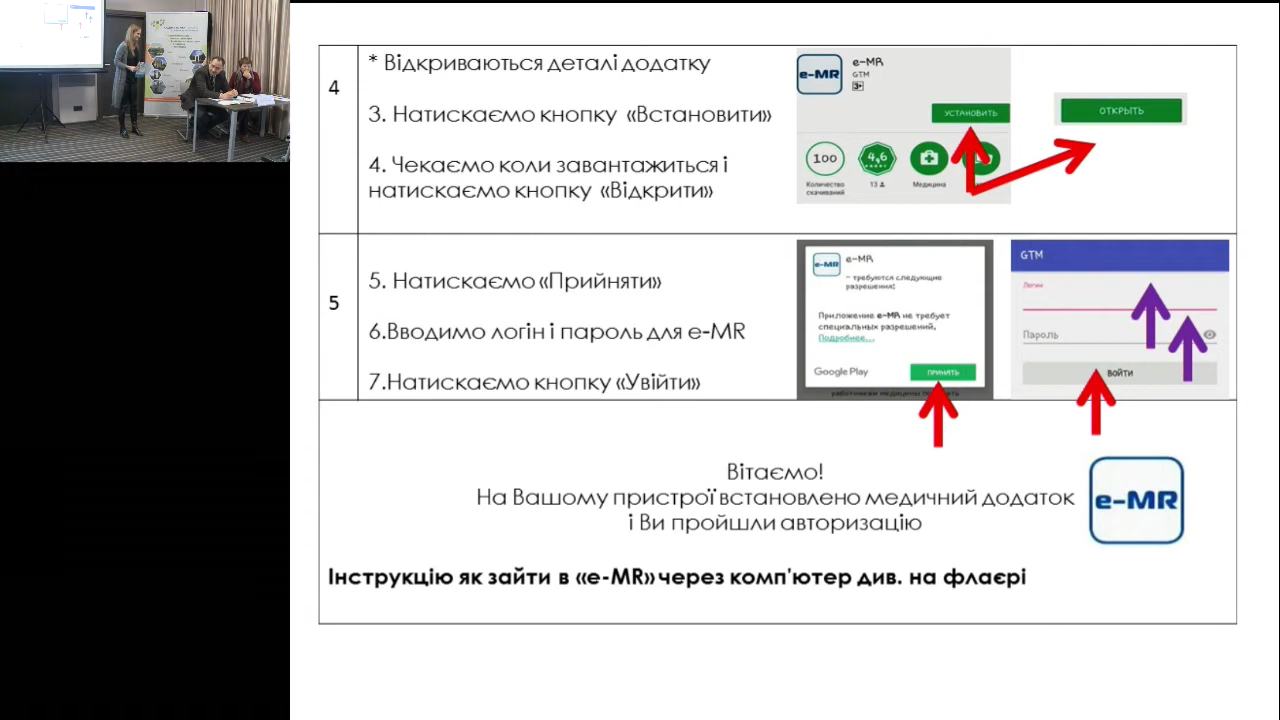 4
* Відкриваються деталі додатку
3. Натискаємо кнопку «Встановити»
4. Чекаємо коли завантажиться і
натискаємо кнопку «Відкрити»
e-MR
e-MR
GTM
3+
УСТАНОВИТЬ
ОТКРЫТЬ
100
4,6
Количество
скачиваний
13
Медицина
5
5. Натискаємо «Прийняти»
6.Вводимо логін і пароль для e-MR
7.Натискаємо кнопку «Увійти»
e-MR
e-MR
- требуются следующие
разрешения:
Приложение e-MR не требует
специальных разрешений.
Подробнее...
Google Play
ПРИНЯТЬ
GTM
Логин
Пароль
ВОЙТИ
Вітаємо!
На Вашому пристрої встановлено медичний додаток
і Ви пройшли авторизацію
e-MR
Інструкцію як зайти в «e-MR» через комп'ютер див. на флаєрі